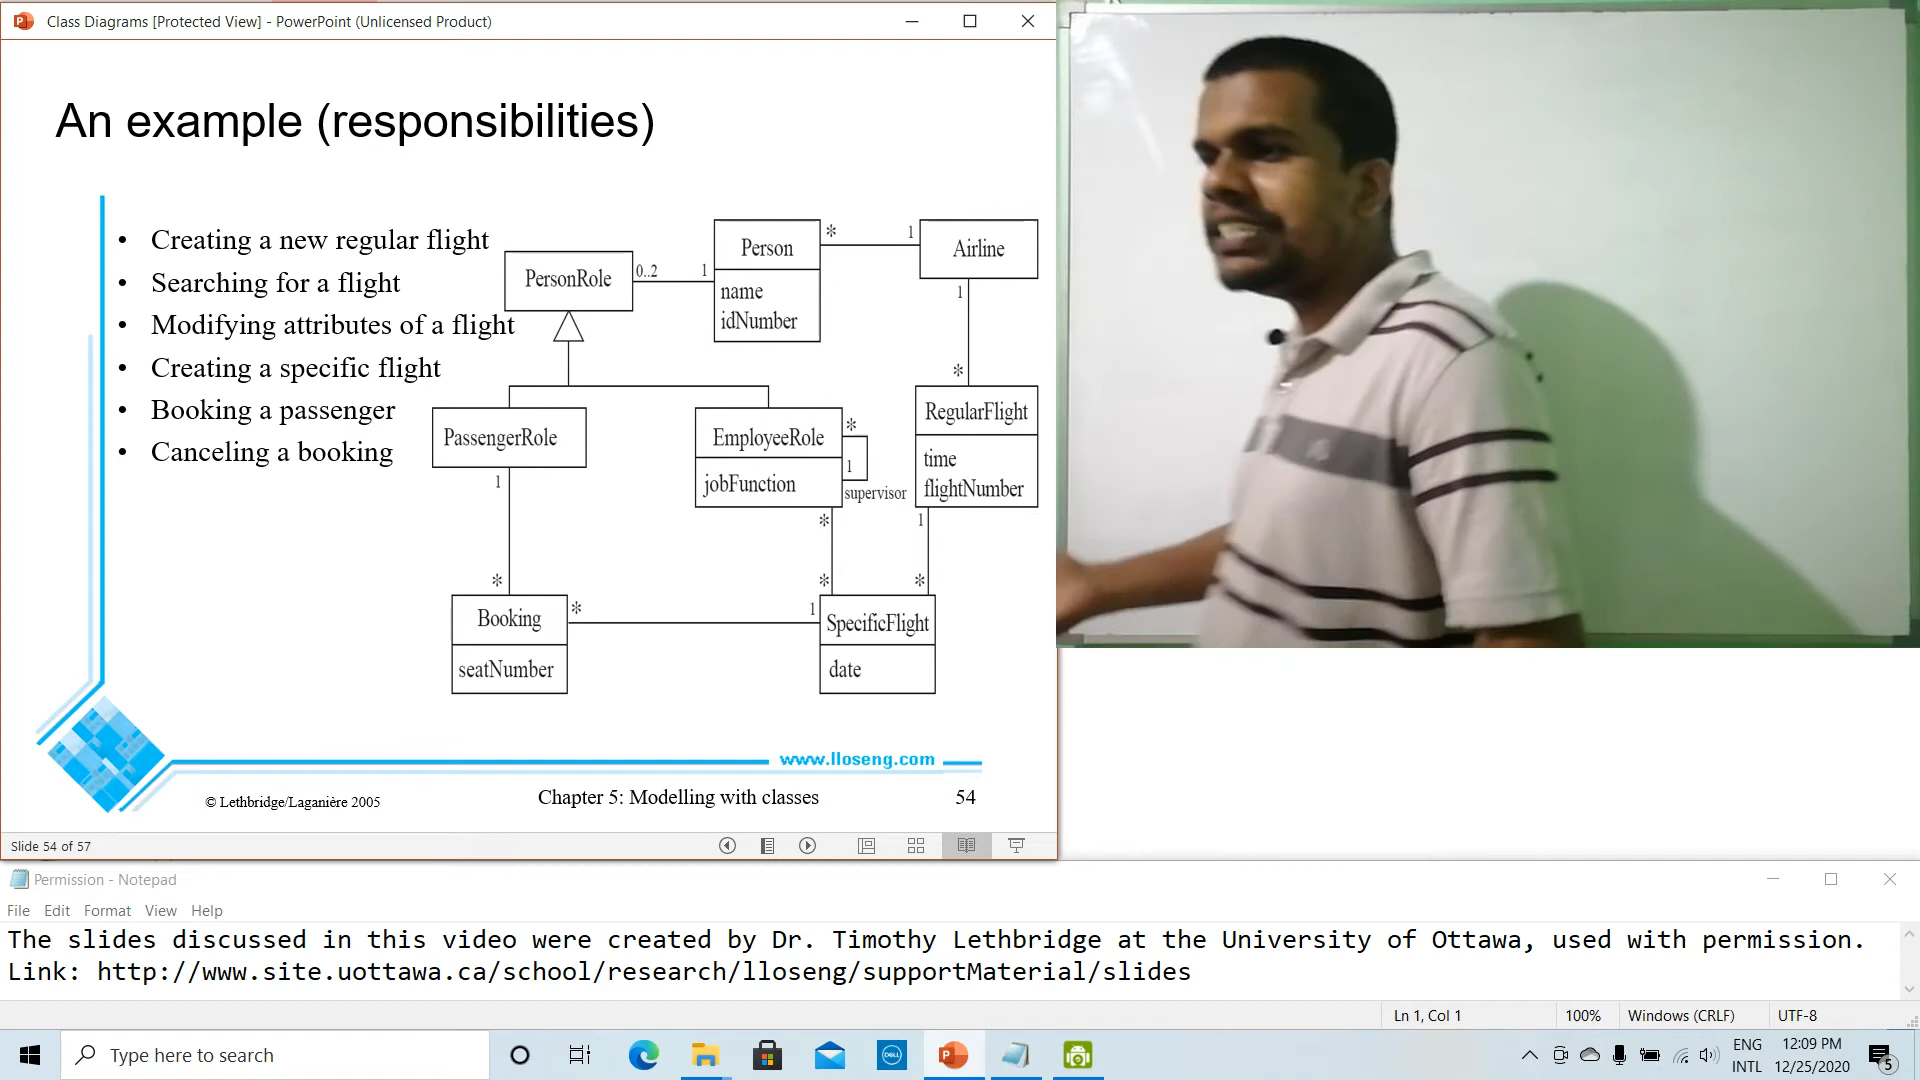 Class Diagrams [Protected View] - PowerPoint (Unlicensed Product)
An example (responsibilities)
• Creating a new regular flight
• Searching for a flight
• Modifying attributes of a flight
• Creating a specific flight
• Booking a passenger
• Canceling a booking
PersonRole
0..2
1
Person
name
idNumber
*
1
Airline
1
*
PassengerRole
EmployeeRole
jobFunction
*
1
supervisor
RegularFlight
time
flightNumber
1
*
*
*
1
*
Booking
seatNumber
*
1
SpecificFlight
date
www.lloseng.com
© Lethbridge/Laganière 2005
Chapter 5: Modelling with classes
54
Slide 54 of 57
Permission - Notepad
File Edit Format View Help
The slides discussed in this video were created by Dr. Timothy Lethbridge at the University of Ottawa, used with permission.
Link: http://www.site.uottawa.ca/school/research/lloseng/supportMaterial/slides
Ln 1, Col 1
100%
Windows (CRLF)
UTF-8
Type here to search
DELL
ENG
INTL
12:09 PM
12/25/2020
5